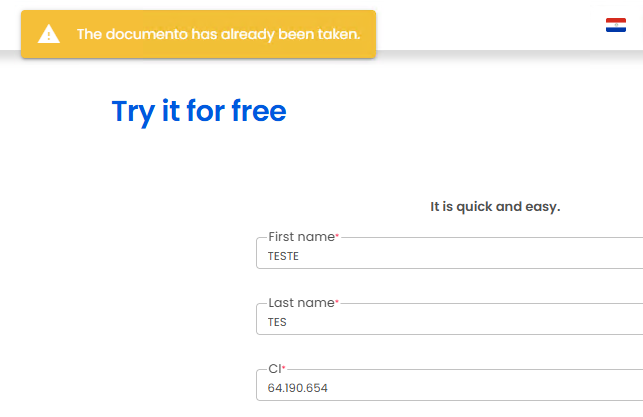 The documento has already been taken.
Try it for free
It is quick and easy.
First name*
TESTE
Last name*
TES
CI*
64.190.654